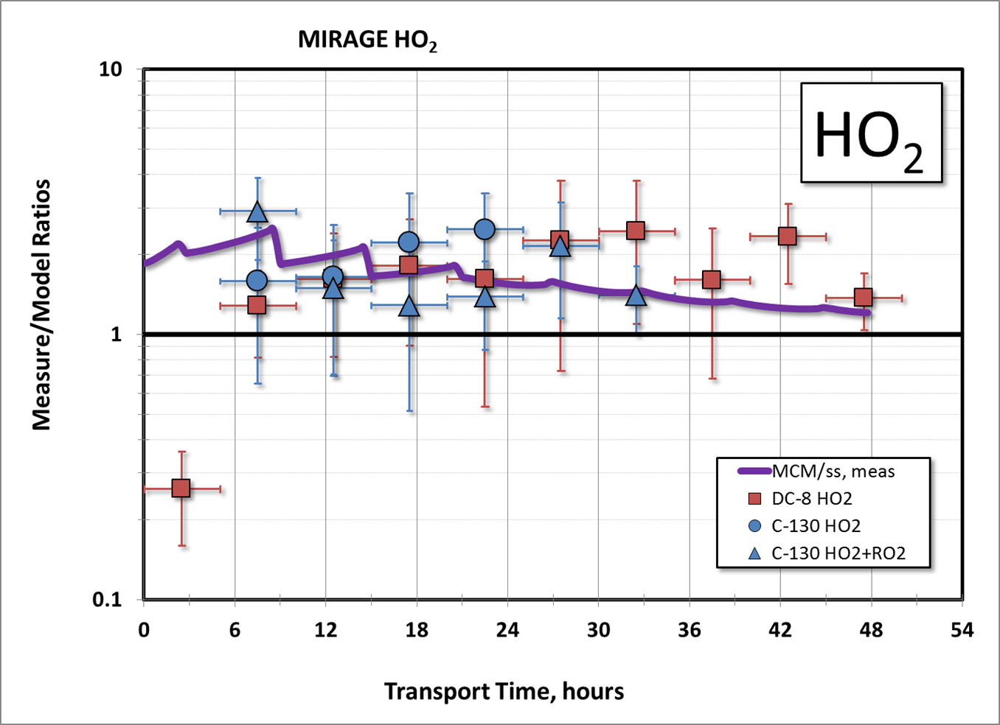 MIRAGE HO₂
HO₂
Measure/Model Ratios
10
1
0.1
MCM/ss, meas
DC-8 HO2
C-130 HO2
C-130 HO2+RO2
0 6 12 18 24 30 36 42 48 54
Transport Time, hours